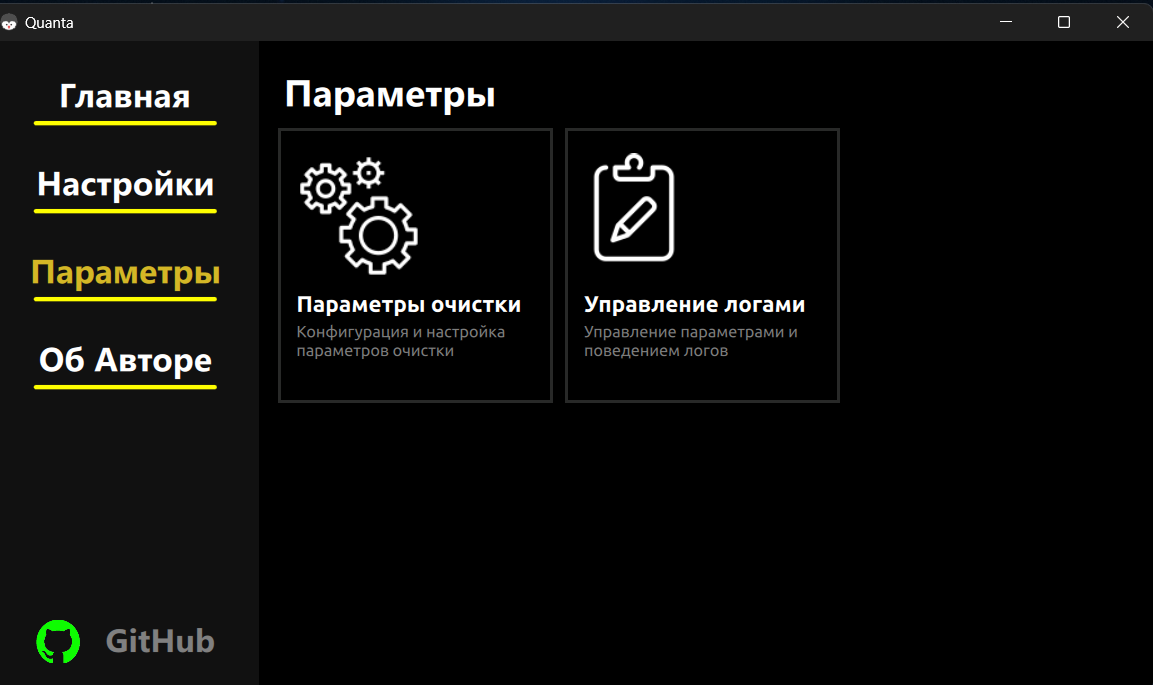 Quanta
Главная
Настройки
Параметры
Об Авторе
GitHub
Параметры
Параметры очистки
Конфигурация и настройка
параметров очистки
Управление логами
Управление параметрами и
поведением логов